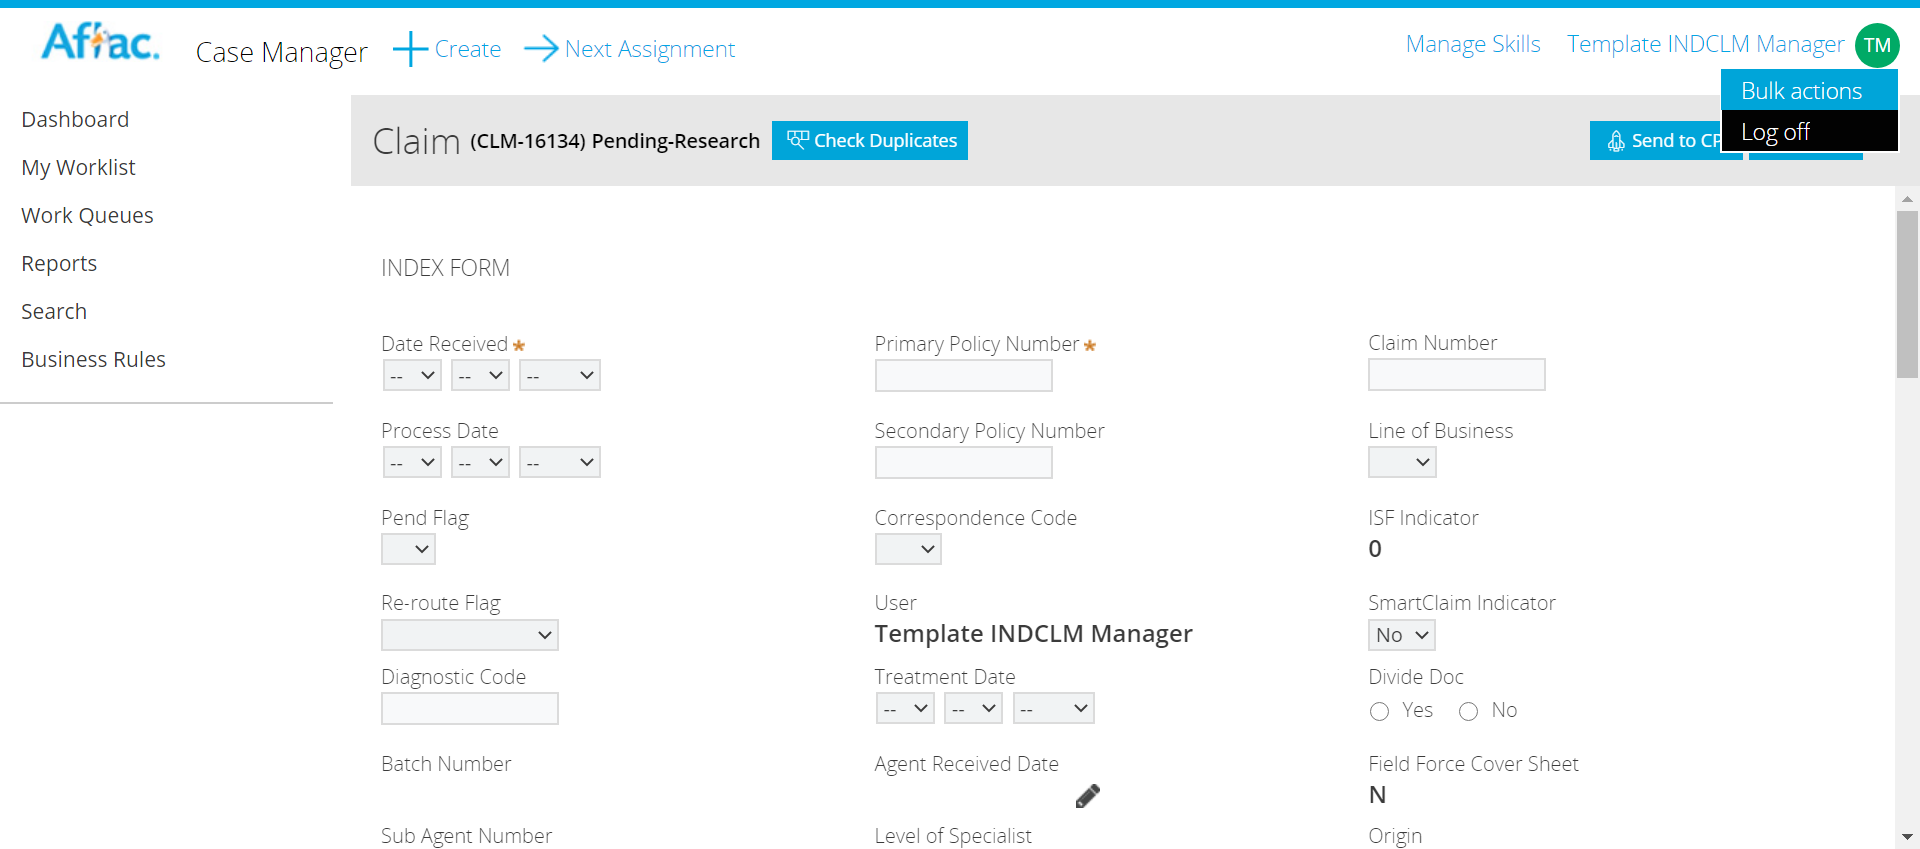 Aflac.
Case Manager
Create
Next Assignment
Manage Skills
Template INDCLM Manager
TM
Bulk actions
Log off
Dashboard
My Worklist
Work Queues
Reports
Search
Business Rules
Claim (CLM-16134) Pending-Research
Check Duplicates
Send to
INDEX FORM
Date Received *
-- -- --
Primary Policy Number *
Claim Number
Process Date
-- -- --
Secondary Policy Number
Line of Business
Pend Flag
Correspondence Code
ISF Indicator
0
Re-route Flag
User
Template INDCLM Manager
SmartClaim Indicator
No
Diagnostic Code
Treatment Date
-- -- --
Divide Doc
Yes No
Batch Number
Agent Received Date
Field Force Cover Sheet
N
Sub Agent Number
Level of Specialist
Origin